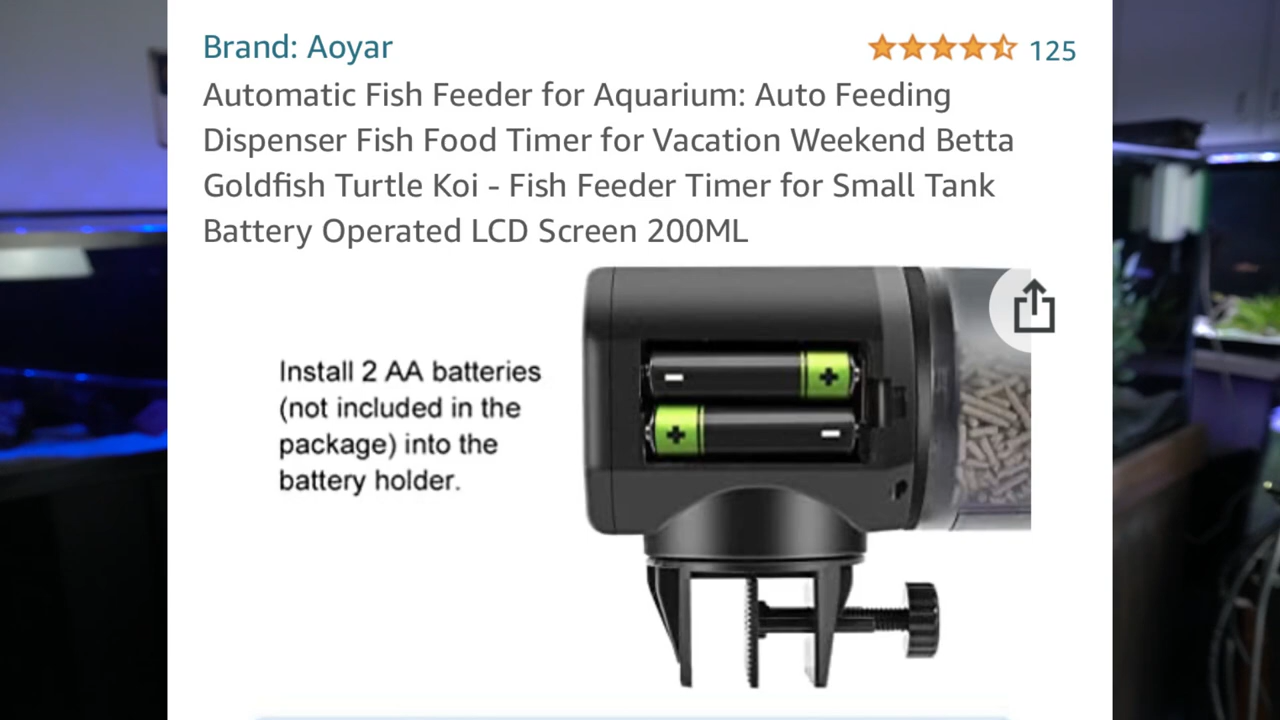 Brand: Aoyar
125
Automatic Fish Feeder for Aquarium: Auto Feeding
Dispenser Fish Food Timer for Vacation Weekend Betta
Goldfish Turtle Koi - Fish Feeder Timer for Small Tank
Battery Operated LCD Screen 200ML
Install 2 AA batteries
(not included in the
package) into the
battery holder.